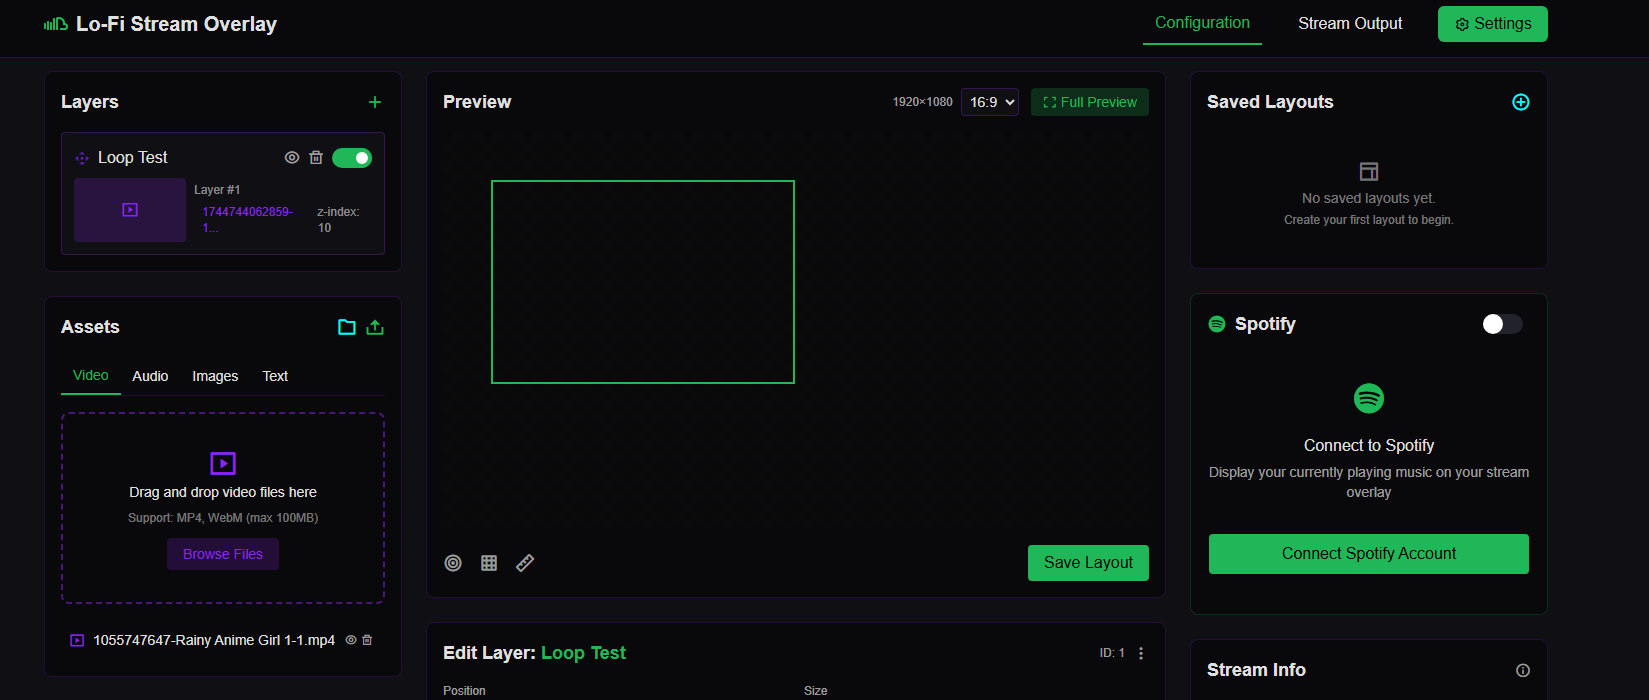 Lo-Fi Stream Overlay
Configuration
Stream Output
Settings
Layers
Loop Test
Layer #1
1744744062859-
1...
z-index:
10
Assets
Video
Audio
Images
Text
Drag and drop video files here
Support: MP4, WebM (max 100MB)
Browse Files
1055747647-Rainy Anime Girl 1-1.mp4
Preview
1920×1080
16:9
Full Preview
Save Layout
Edit Layer: Loop Test
ID: 1
Position
Size
Saved Layouts
No saved layouts yet.
Create your first layout to begin.
Spotify
Connect to Spotify
Display your currently playing music on your stream
overlay
Connect Spotify Account
Stream Info